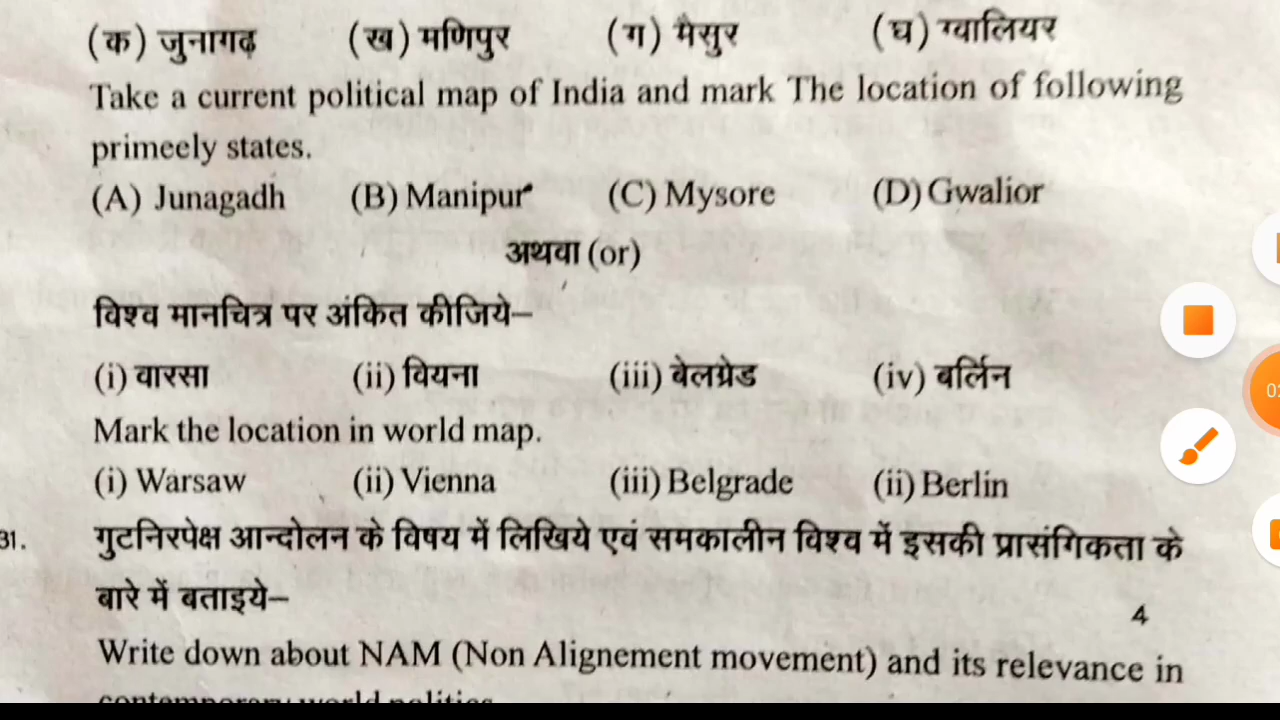 (क) जुनागढ़ (ख) मणिपुर (ग) मैसुर (घ) ग्वालियर
Take a current political map of India and mark The location of following
primeely states.
(A) Junagadh (B) Manipur (C) Mysore (D) Gwalior
अथवा (or)
विश्व मानचित्र पर अंकित कीजिये–
(i) वारसा (ii) वियना (iii) बेलग्रेड (iv) बर्लिन
Mark the location in world map.
(i) Warsaw (ii) Vienna (iii) Belgrade (ii) Berlin
31. गुटनिरपेक्ष आन्दोलन के विषय में लिखिये एवं समकालीन विश्व में इसकी प्रासंगिकता के
बारे में बताइये–
4
Write down about NAM (Non Alignement movement) and its relevance in
contemporary world politics